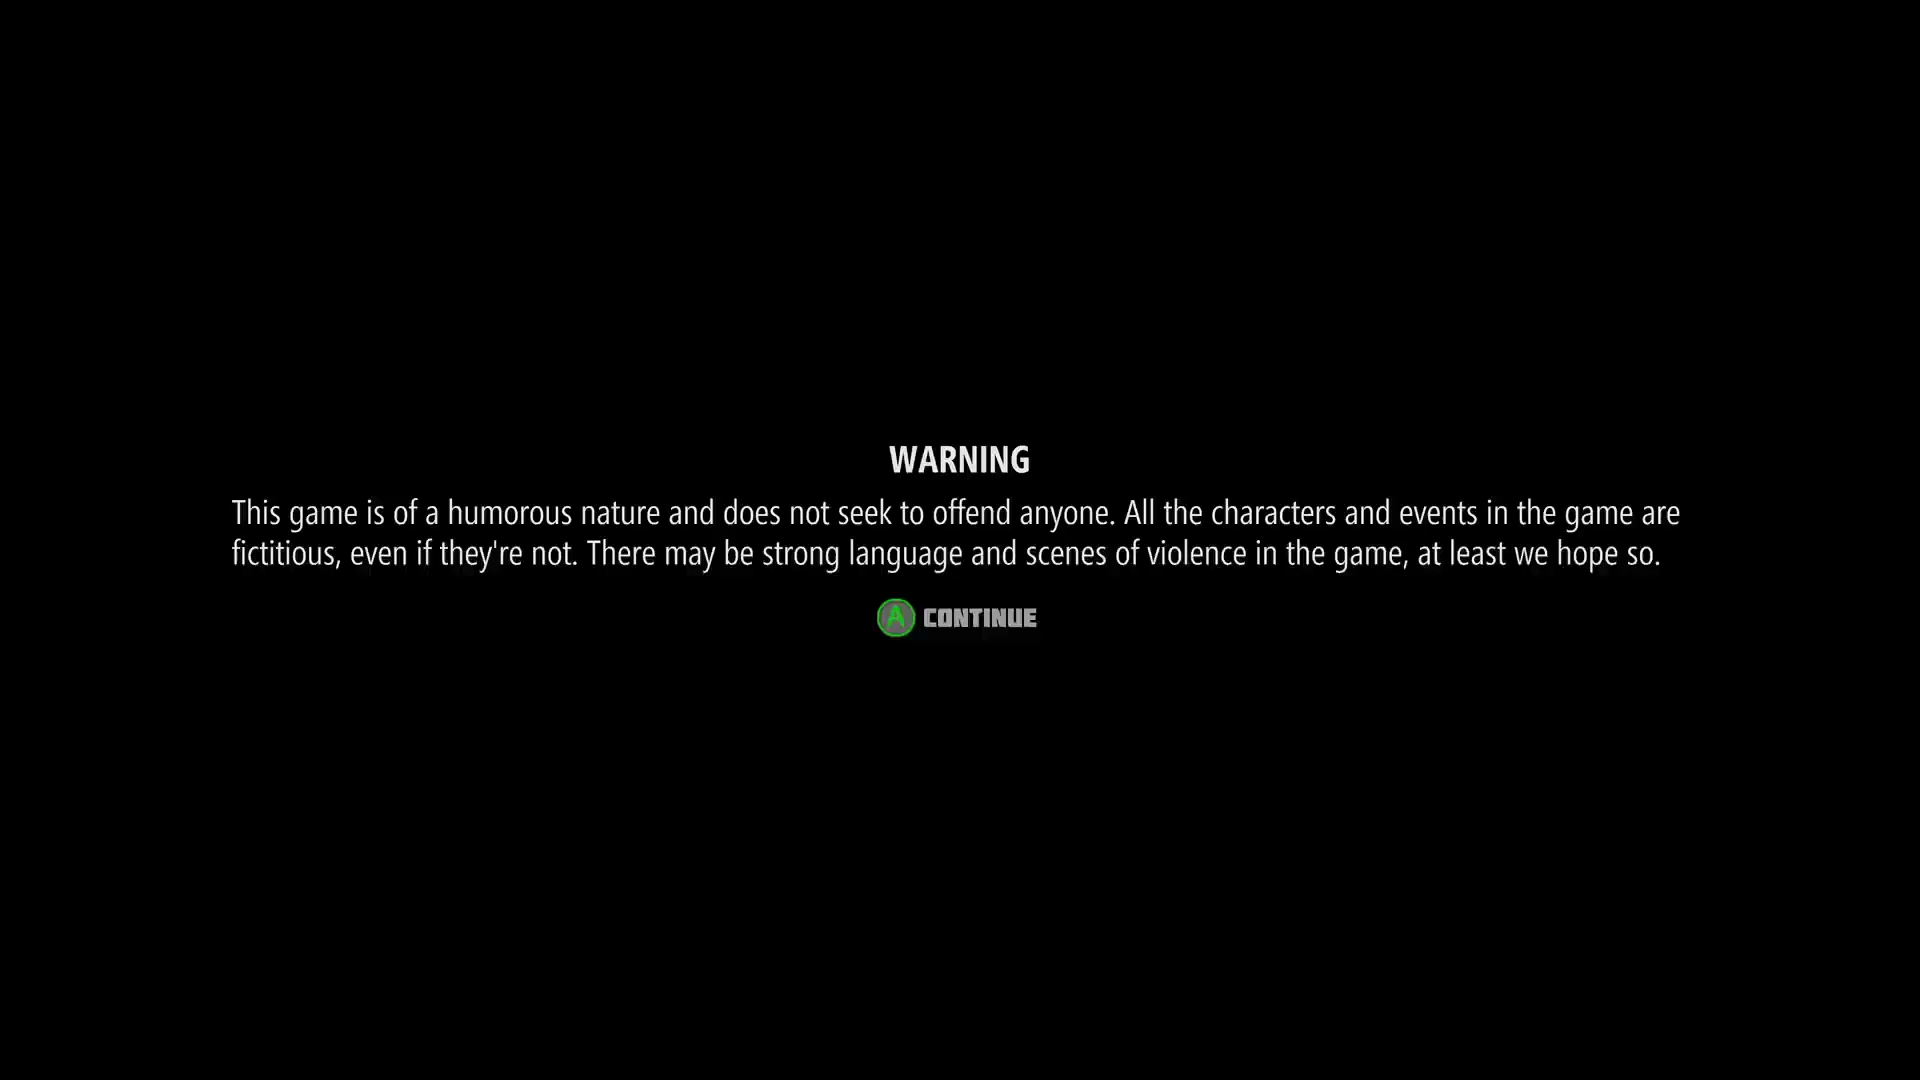 WARNING
This game is of a humorous nature and does not seek to offend anyone. All the characters and events in the game are
fictitious, even if they're not. There may be strong language and scenes of violence in the game, at least we hope so.
A CONTINUE